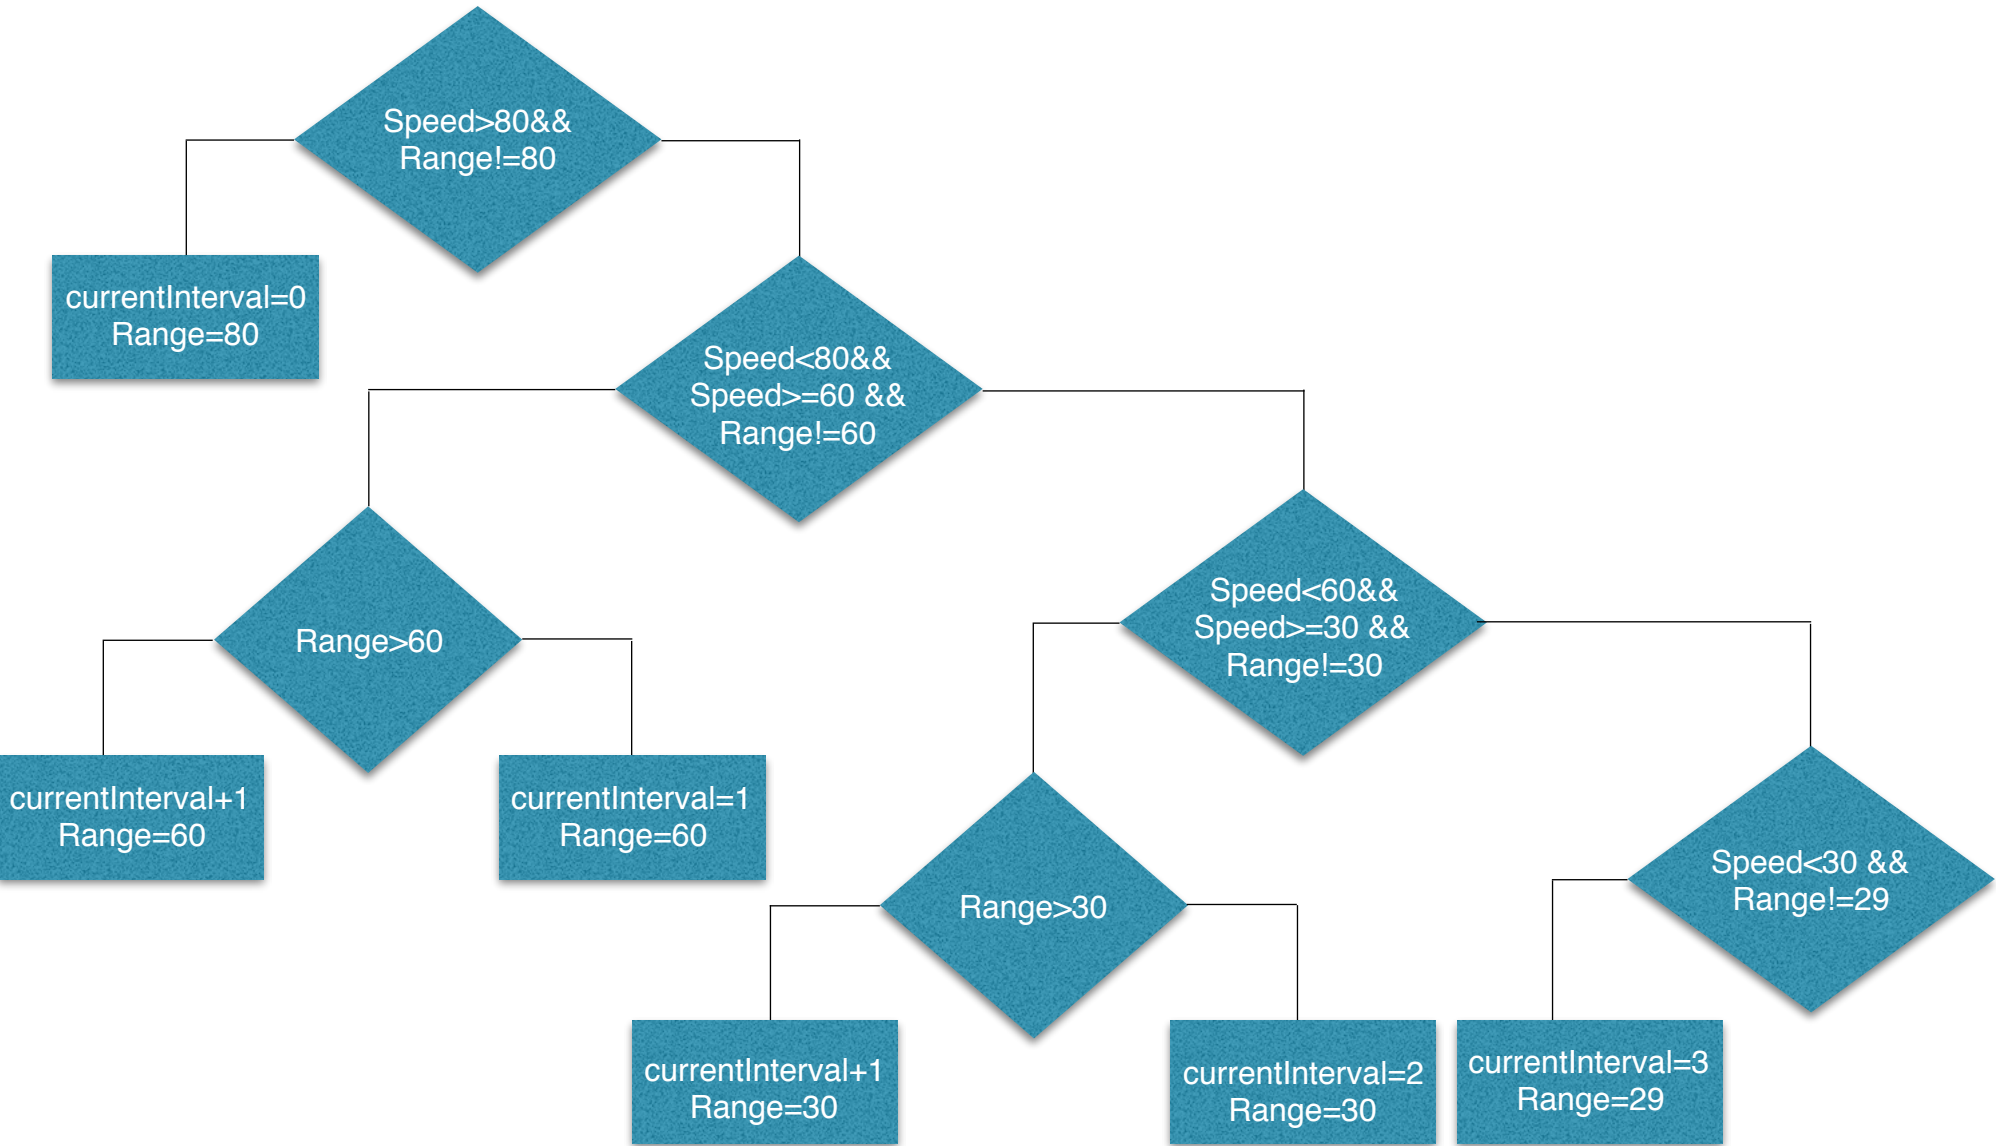 Speed>80&&
Range!=80
currentInterval=0
Range=80
Speed<80&&
Speed>=60 &&
Range!=60
Range>60
currentInterval+1
Range=60
currentInterval=1
Range=60
Speed<60&&
Speed>=30 &&
Range!=30
Range>30
currentInterval+1
Range=30
currentInterval=2
Range=30
Speed<30 &&
Range!=29
currentInterval=3
Range=29